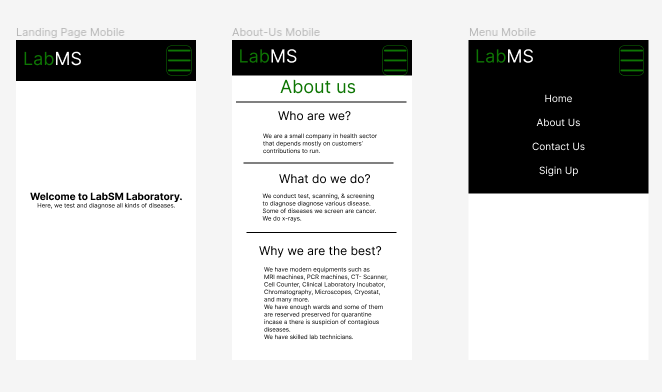 Landing Page Mobile
LabMS
Welcome to LabSM Laboratory.
Here, we test and diagnose all kinds of diseases.
About-Us Mobile
LabMS
About us
Who are we?
We are a small company in health sector
that depends mostly on customers'
contributions to run.
What do we do?
We conduct test, scanning, & screening
to diagnose diagnose various disease.
Some of diseases we screen are cancer.
We do x-rays.
Why we are the best?
We have modern equipments such as
MRI machines, PCR machines, CT- Scanner,
Cell Counter, Clinical Laboratory Incubator,
Chromatography, Microscopes, Cryostat,
and many more.
We have enough wards and some of them
are reserved preserved for quarantine
incase a there is suspicion of contagious
diseases.
We have skilled lab technicians.
Menu Mobile
LabMS
Home
About Us
Contact Us
Sigin Up